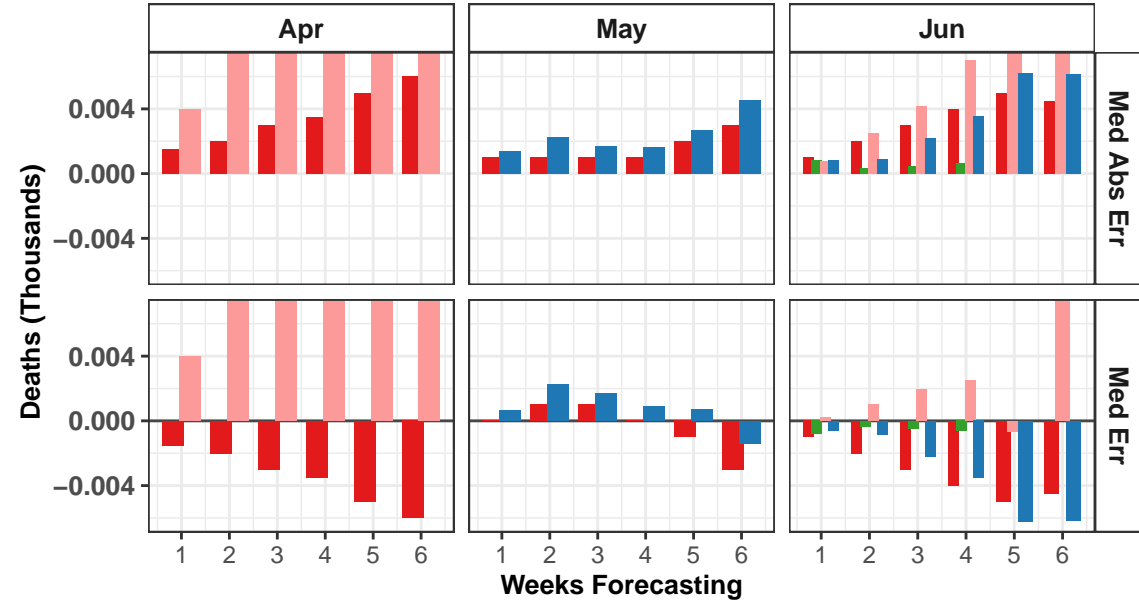 Apr May Jun
Deaths (Thousands)
0.004
0.000
−0.004
Med Abs Err
0.004
0.000
−0.004
Med Err
1 2 3 4 5 6 1 2 3 4 5 6 1 2 3 4 5 6
Weeks Forecasting